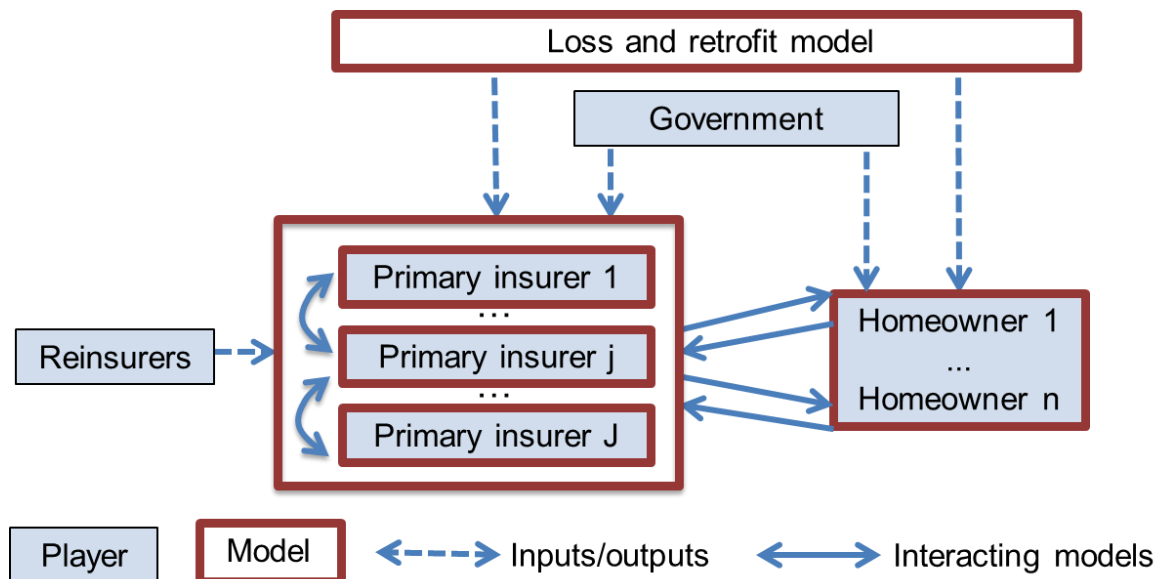 Loss and retrofit model
Government
Primary insurer 1
...
Primary insurer j
...
Primary insurer J
Reinsurers
Homeowner 1
...
Homeowner n
Player
Model
Inputs/outputs
Interacting models